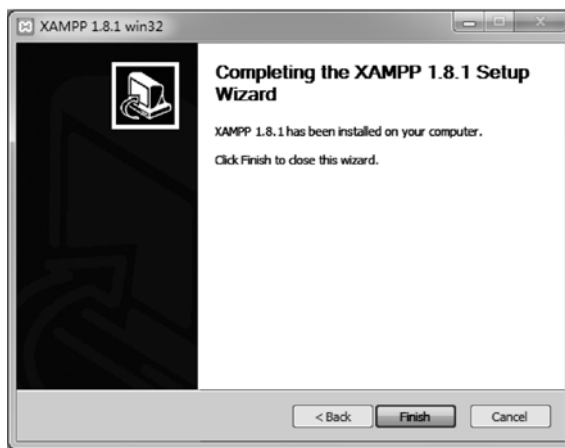 XAMPP 1.8.1 win32
Completing the XAMPP 1.8.1 Setup
Wizard
XAMPP 1.8.1 has been installed on your computer.
Click Finish to close this wizard.
< Back
Finish
Cancel